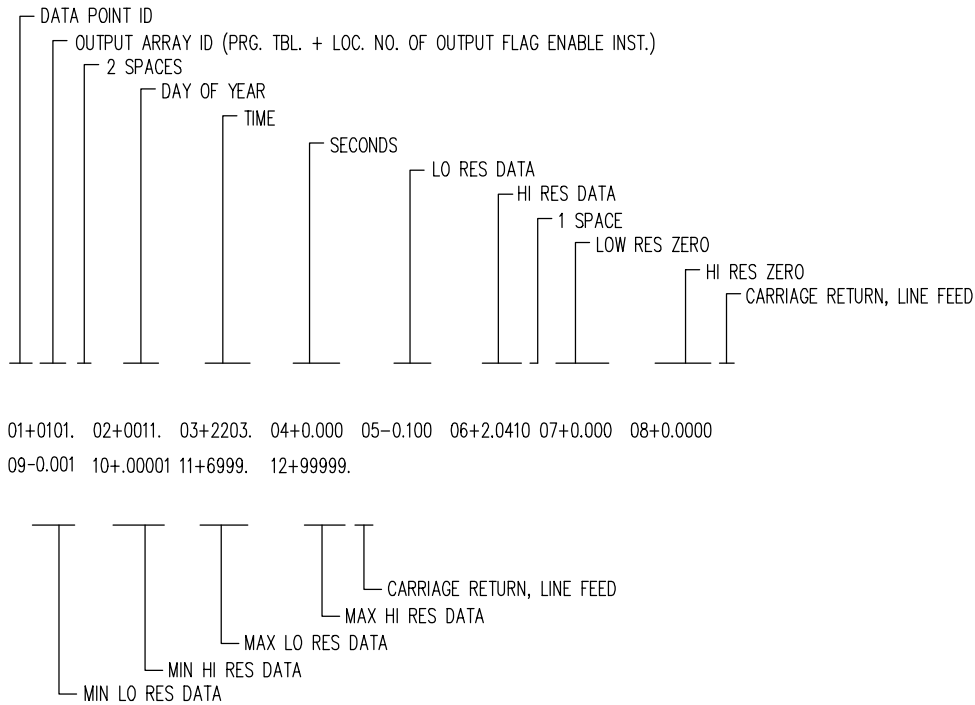 DATA POINT ID
OUTPUT ARRAY ID (PRG. TBL. + LOC. NO. OF OUTPUT FLAG ENABLE INST.)
2 SPACES
DAY OF YEAR
TIME
SECONDS
LO RES DATA
HI RES DATA
1 SPACE
LOW RES ZERO
HI RES ZERO
CARRIAGE RETURN, LINE FEED
01+0101. 02+0011. 03+2203. 04+0.000 05-0.100 06+2.0410 07+0.000 08+0.0000
09-0.001 10+.00001 11+6999. 12+99999.
CARRIAGE RETURN, LINE FEED
MAX HI RES DATA
MAX LO RES DATA
MIN HI RES DATA
MIN LO RES DATA